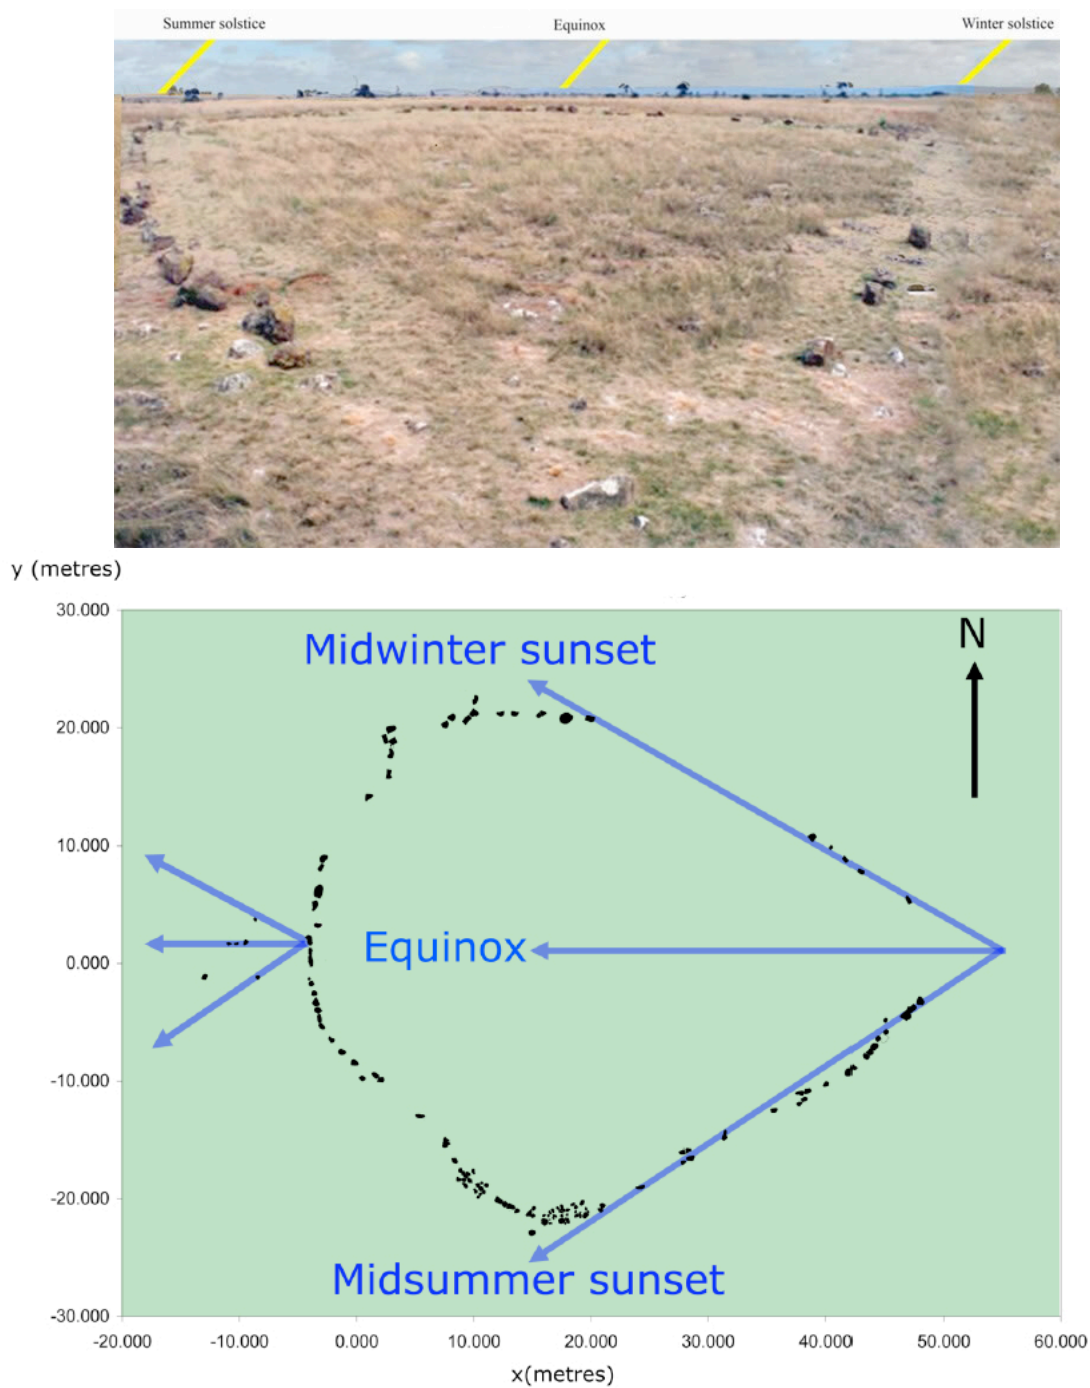 Summer solstice Equinox Winter solstice
y (metres)
30.000
Midwinter sunset
N
20.000
10.000
Equinox
0.000
-10.000
-20.000
Midsummer sunset
-30.000
-20.000 -10.000 0.000 10.000 20.000 30.000 40.000 50.000 60.000
x(metres)